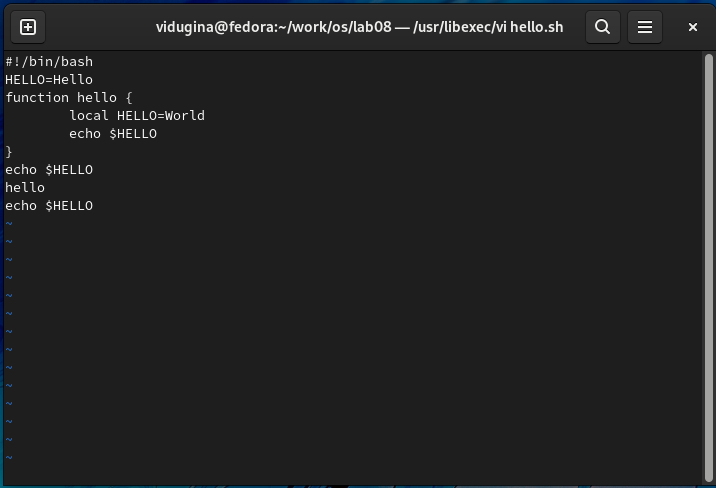 vidugina@fedora:~/work/os/lab08 — /usr/libexec/vi hello.sh
#!/bin/bash
HELLO=Hello
function hello {
        local HELLO=World
        echo $HELLO
}
echo $HELLO
hello
echo $HELLO
~
~
~
~
~
~
~
~
~
~
~
~
~
~